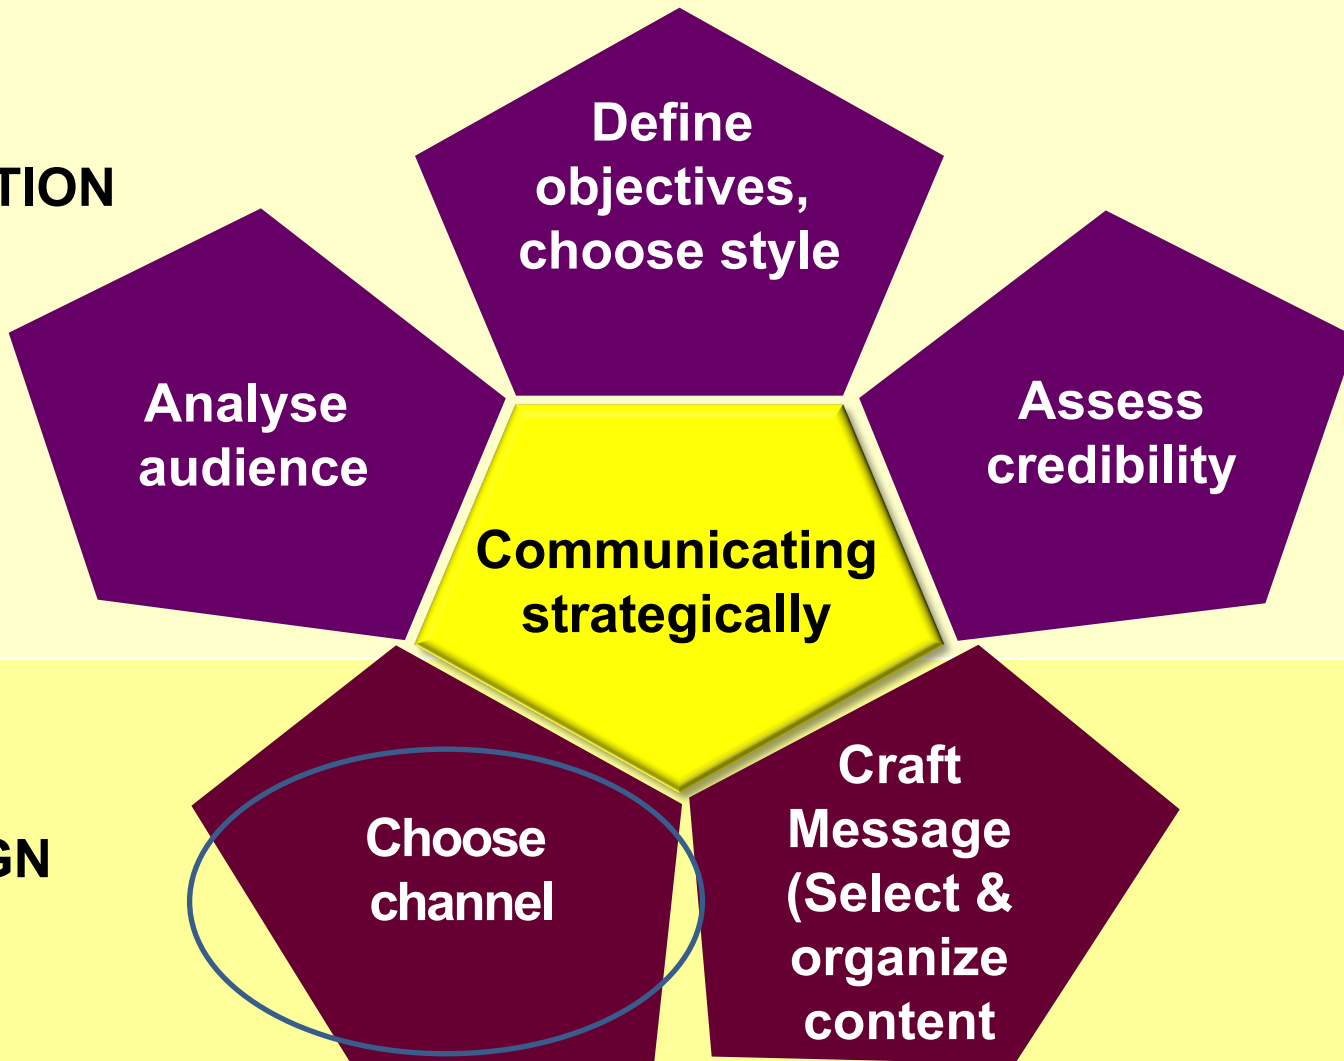 Define
objectives,
choose style
TION
Analyse
audience
Assess
credibility
Communicating
strategically
Choose
channel
Craft
Message
(Select &
organize
content
GN